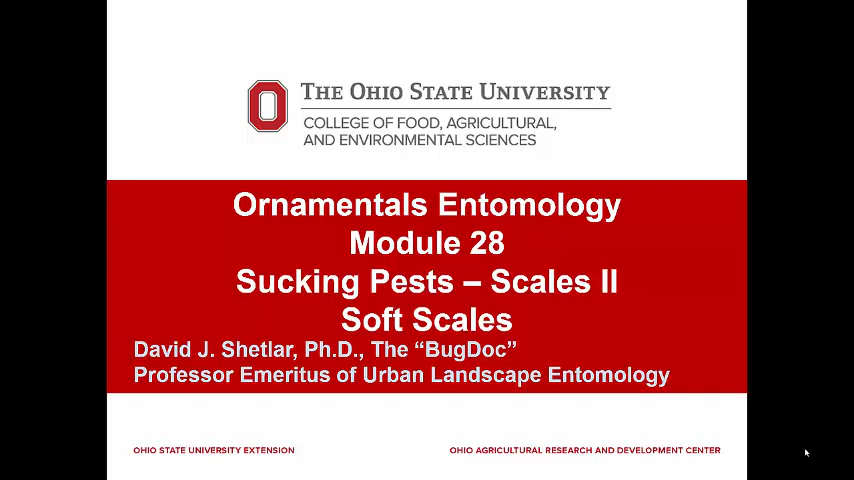 THE OHIO STATE UNIVERSITY
COLLEGE OF FOOD, AGRICULTURAL,
AND ENVIRONMENTAL SCIENCES
Ornamentals Entomology
Module 28
Sucking Pests – Scales II
Soft Scales
David J. Shetlar, Ph.D., The “BugDoc”
Professor Emeritus of Urban Landscape Entomology
OHIO STATE UNIVERSITY EXTENSION
OHIO AGRICULTURAL RESEARCH AND DEVELOPMENT CENTER